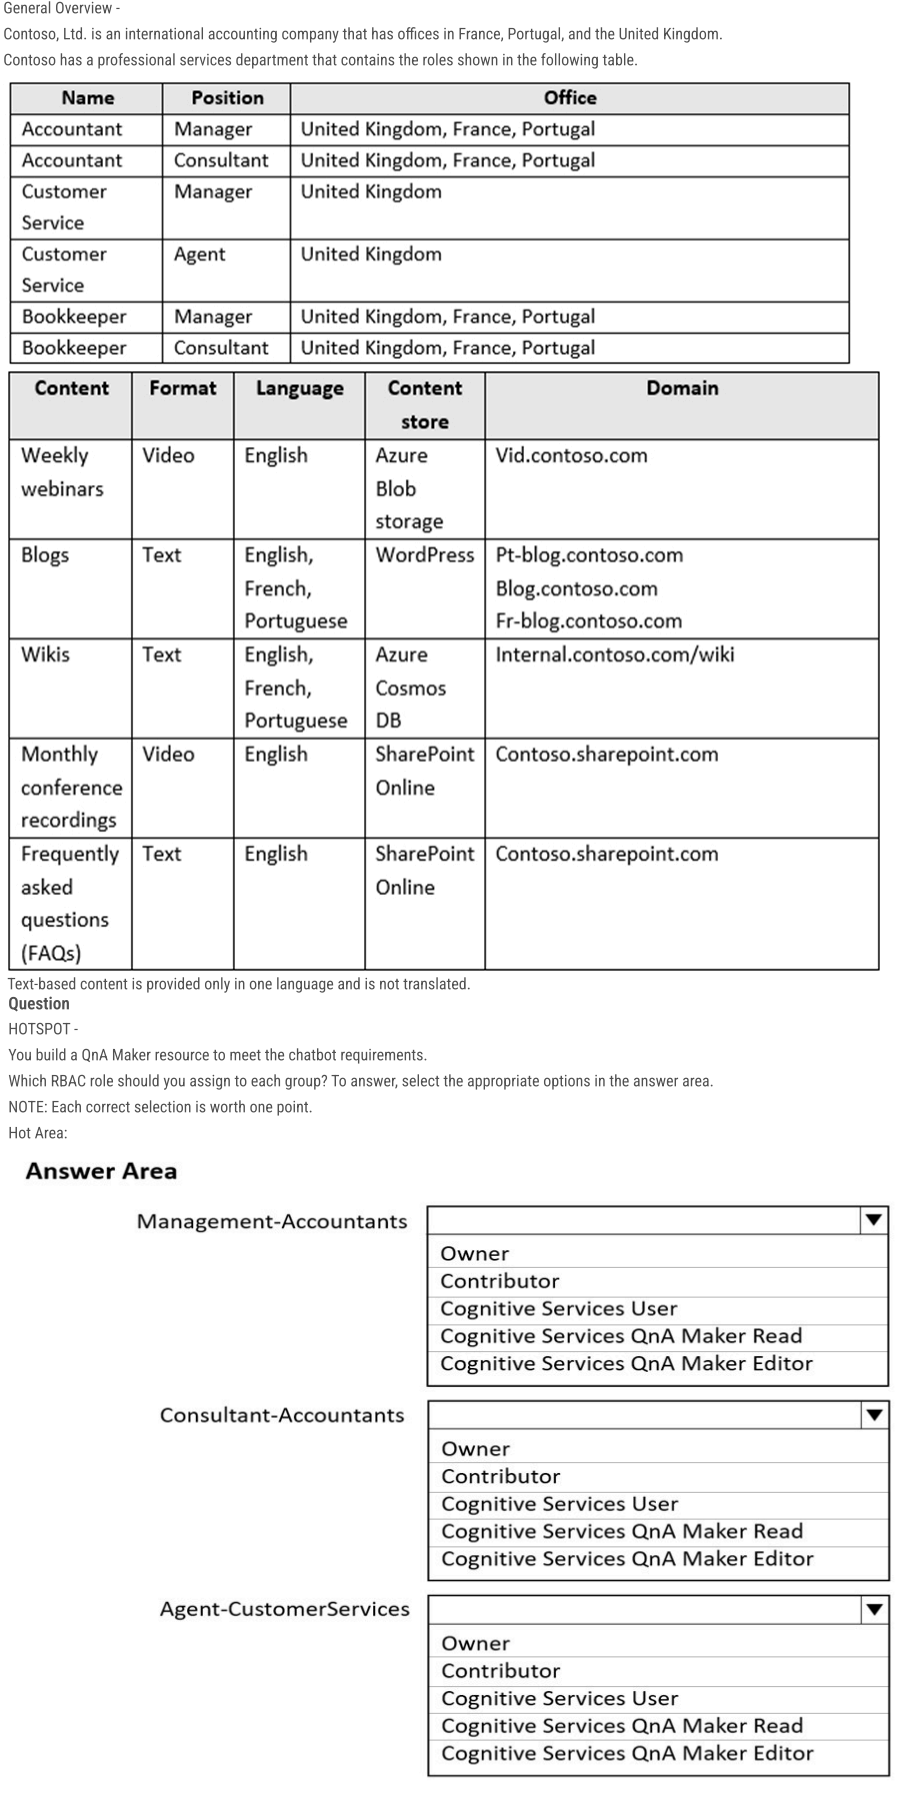 General Overview -
Contoso, Ltd. is an international accounting company that has offices in France, Portugal, and the United Kingdom.
Contoso has a professional services department that contains the roles shown in the following table.
Name Position Office
Accountant Manager United Kingdom, France, Portugal
Accountant Consultant United Kingdom, France, Portugal
Customer Manager United Kingdom
Service
Customer Agent United Kingdom
Service
Bookkeeper Manager United Kingdom, France, Portugal
Bookkeeper Consultant United Kingdom, France, Portugal
Content Format Language Content Domain
store
Weekly Video English Azure Vid.contoso.com
webinars Blob
storage
Blogs Text English, WordPress Pt-blog.contoso.com
French, Blog.contoso.com
Portuguese Fr-blog.contoso.com
Wikis Text English, Azure Internal.contoso.com/wiki
French, Cosmos
Portuguese DB
Monthly Video English SharePoint Contoso.sharepoint.com
conference Online
recordings
Frequently Text English SharePoint Contoso.sharepoint.com
asked Online
questions
(FAQs)
Text-based content is provided only in one language and is not translated.
Question
HOTSPOT -
You build a QnA Maker resource to meet the chatbot requirements.
Which RBAC role should you assign to each group? To answer, select the appropriate options in the answer area.
NOTE: Each correct selection is worth one point.
Hot Area:
Answer Area
Management-Accountants
Owner
Contributor
Cognitive Services User
Cognitive Services QnA Maker Read
Cognitive Services QnA Maker Editor
Consultant-Accountants
Owner
Contributor
Cognitive Services User
Cognitive Services QnA Maker Read
Cognitive Services QnA Maker Editor
Agent-CustomerServices
Owner
Contributor
Cognitive Services User
Cognitive Services QnA Maker Read
Cognitive Services QnA Maker Editor